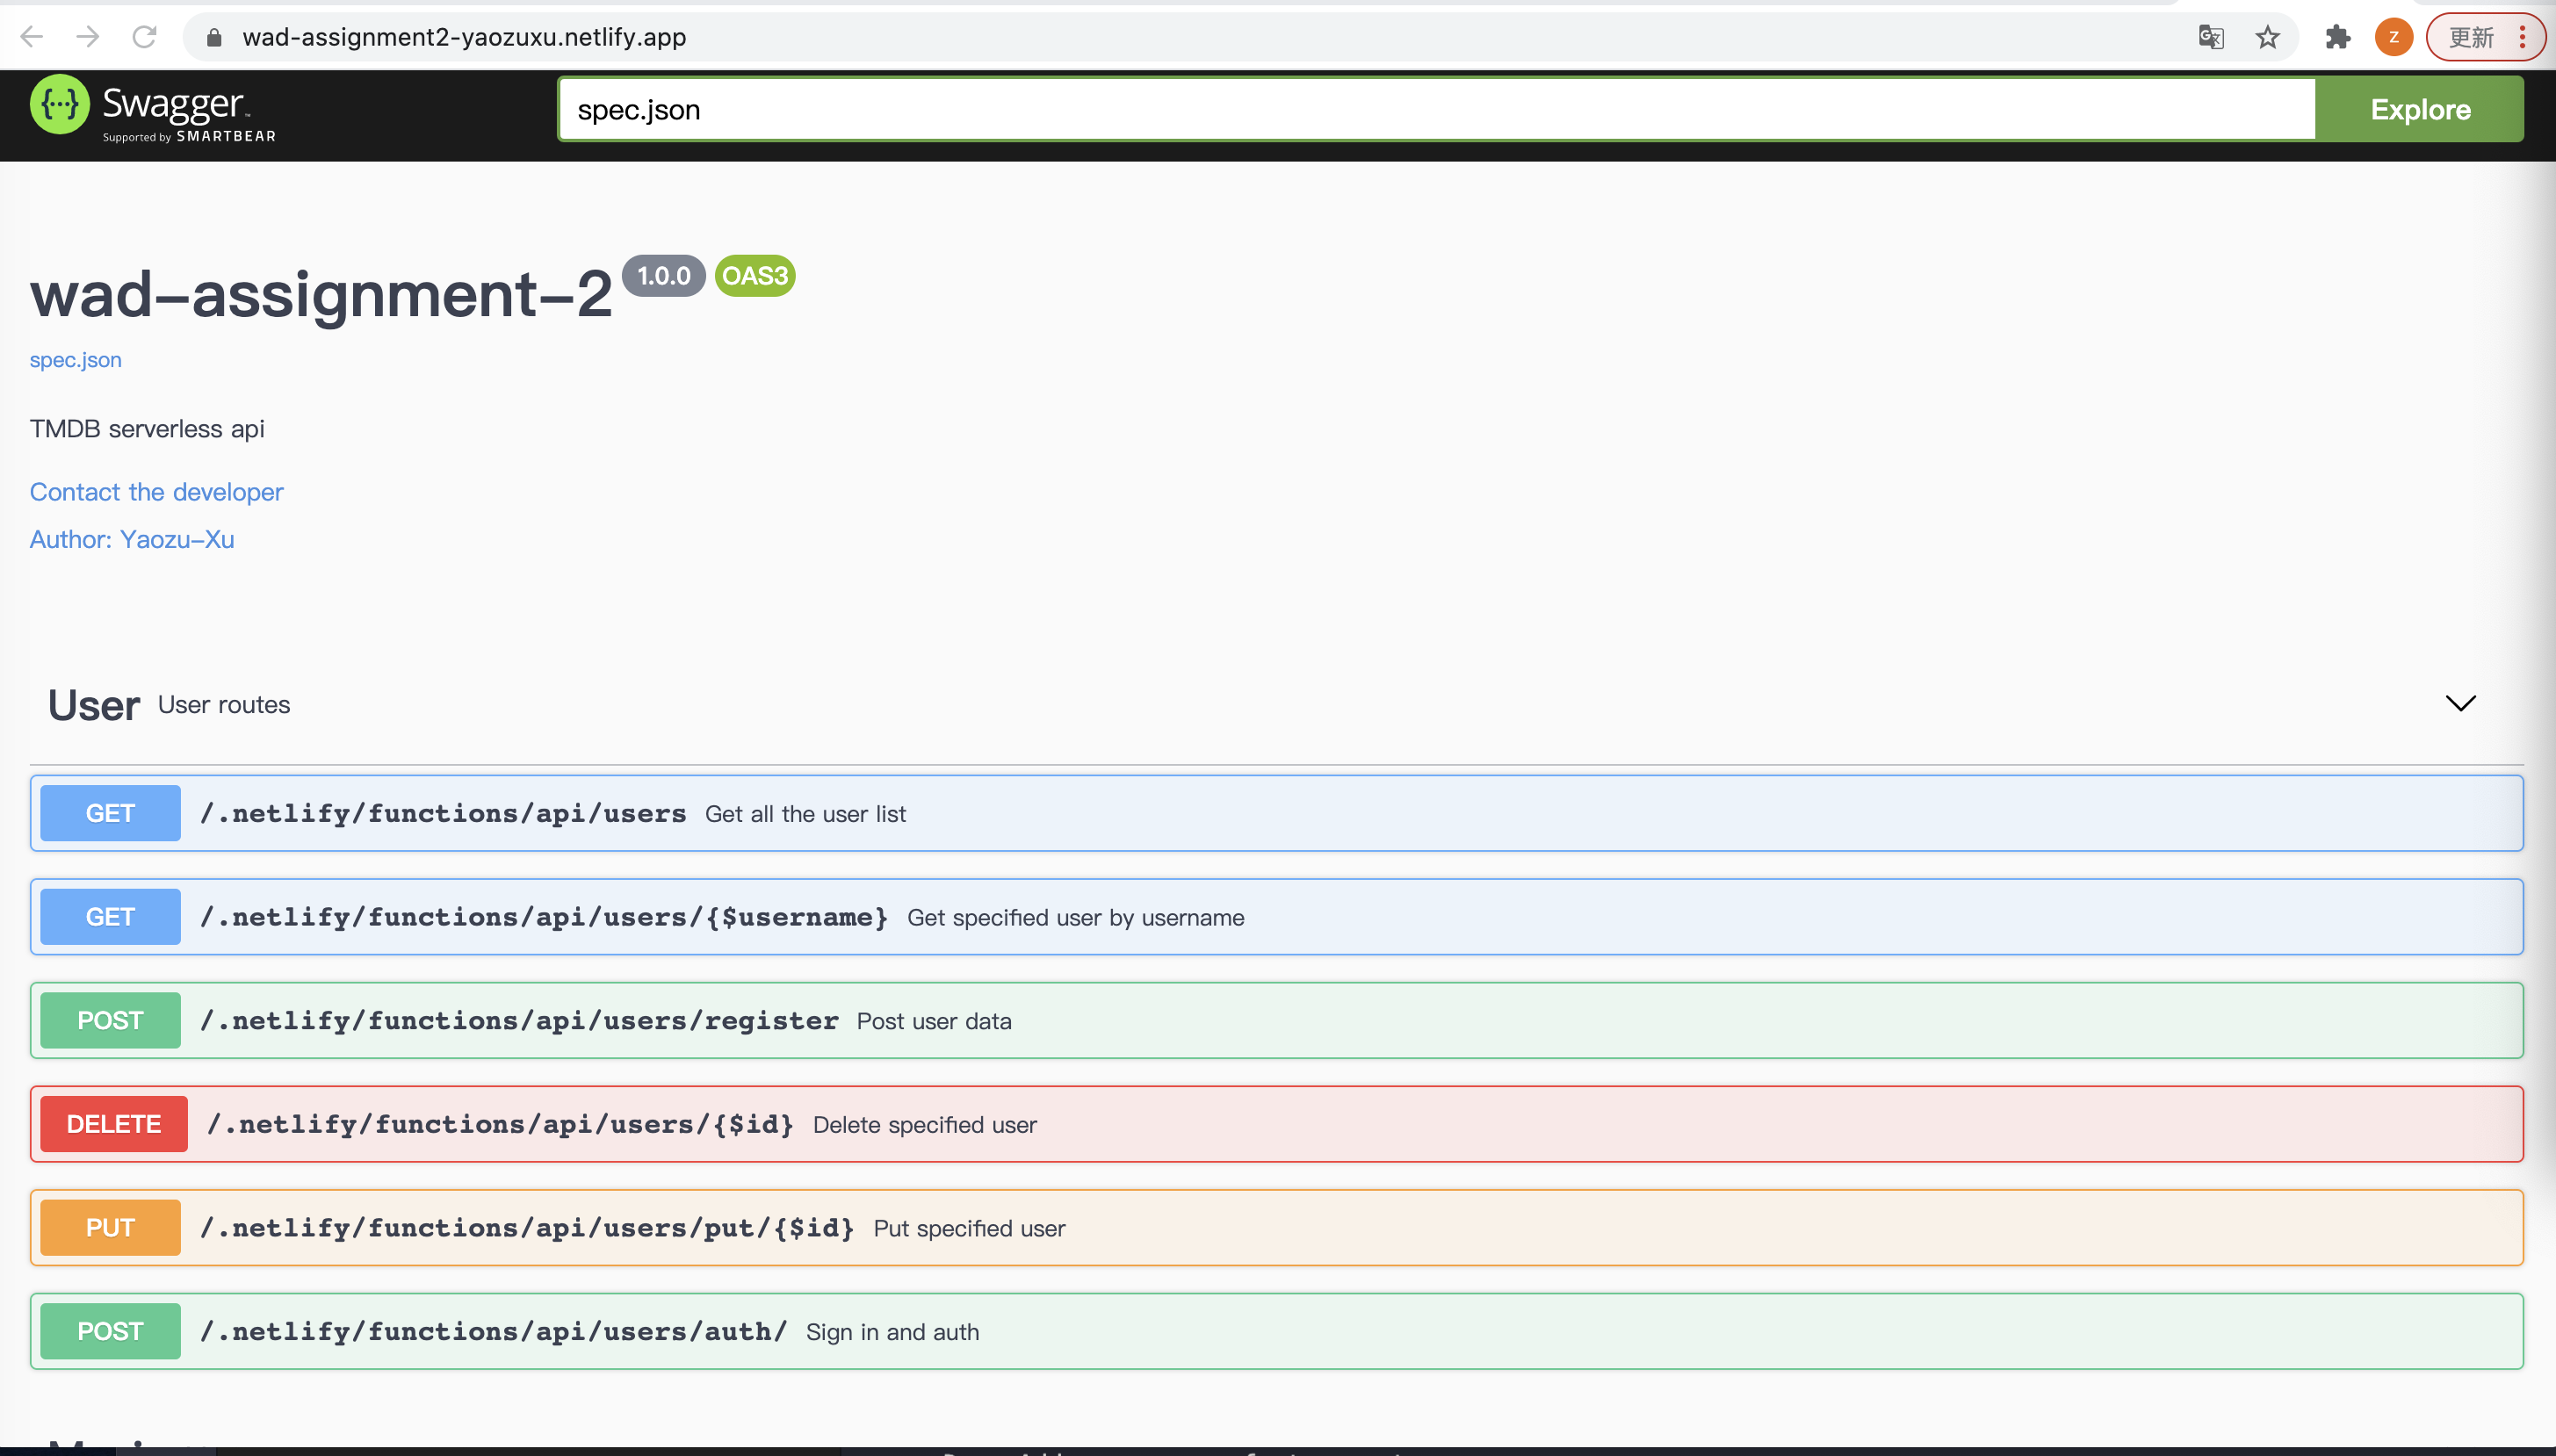 wad-assignment2-yaozuxu.netlify.app
Z
更新
{···} Swagger™
Supported by SMARTBEAR
spec.json
Explore
wad-assignment-2 1.0.0 OAS3
spec.json
TMDB serverless api
Contact the developer
Author: Yaozu-Xu
User User routes
GET /.netlify/functions/api/users Get all the user list
GET /.netlify/functions/api/users/{$username} Get specified user by username
POST /.netlify/functions/api/users/register Post user data
DELETE /.netlify/functions/api/users/{$id} Delete specified user
PUT /.netlify/functions/api/users/put/{$id} Put specified user
POST /.netlify/functions/api/users/auth/ Sign in and auth